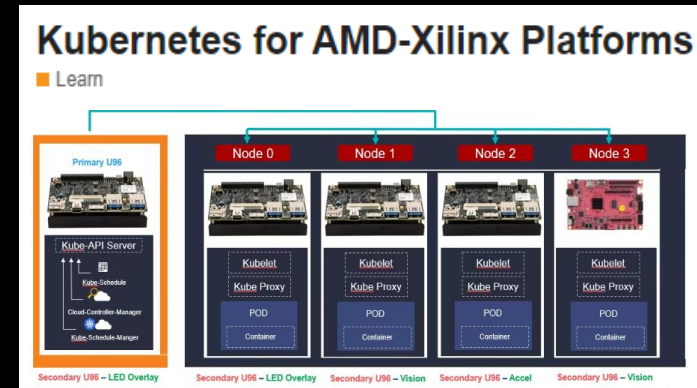 Kubernetes for AMD-Xilinx Platforms
Learn
Primary U96
Kube-API Server
Kube-Schedule
Cloud-Controller-Manager
Kube-Schedule-Manger
Secondary U96 – LED Overlay
Node 0
Kubelet
Kube Proxy
POD
Container
Secondary U96 – LED Overlay
Node 1
Kubelet
Kube Proxy
POD
Container
Secondary U96 – Vision
Node 2
Kubelet
Kube Proxy
POD
Container
Secondary U96 – Accel
Node 3
Kubelet
Kube Proxy
POD
Container
Secondary U96 – Vision